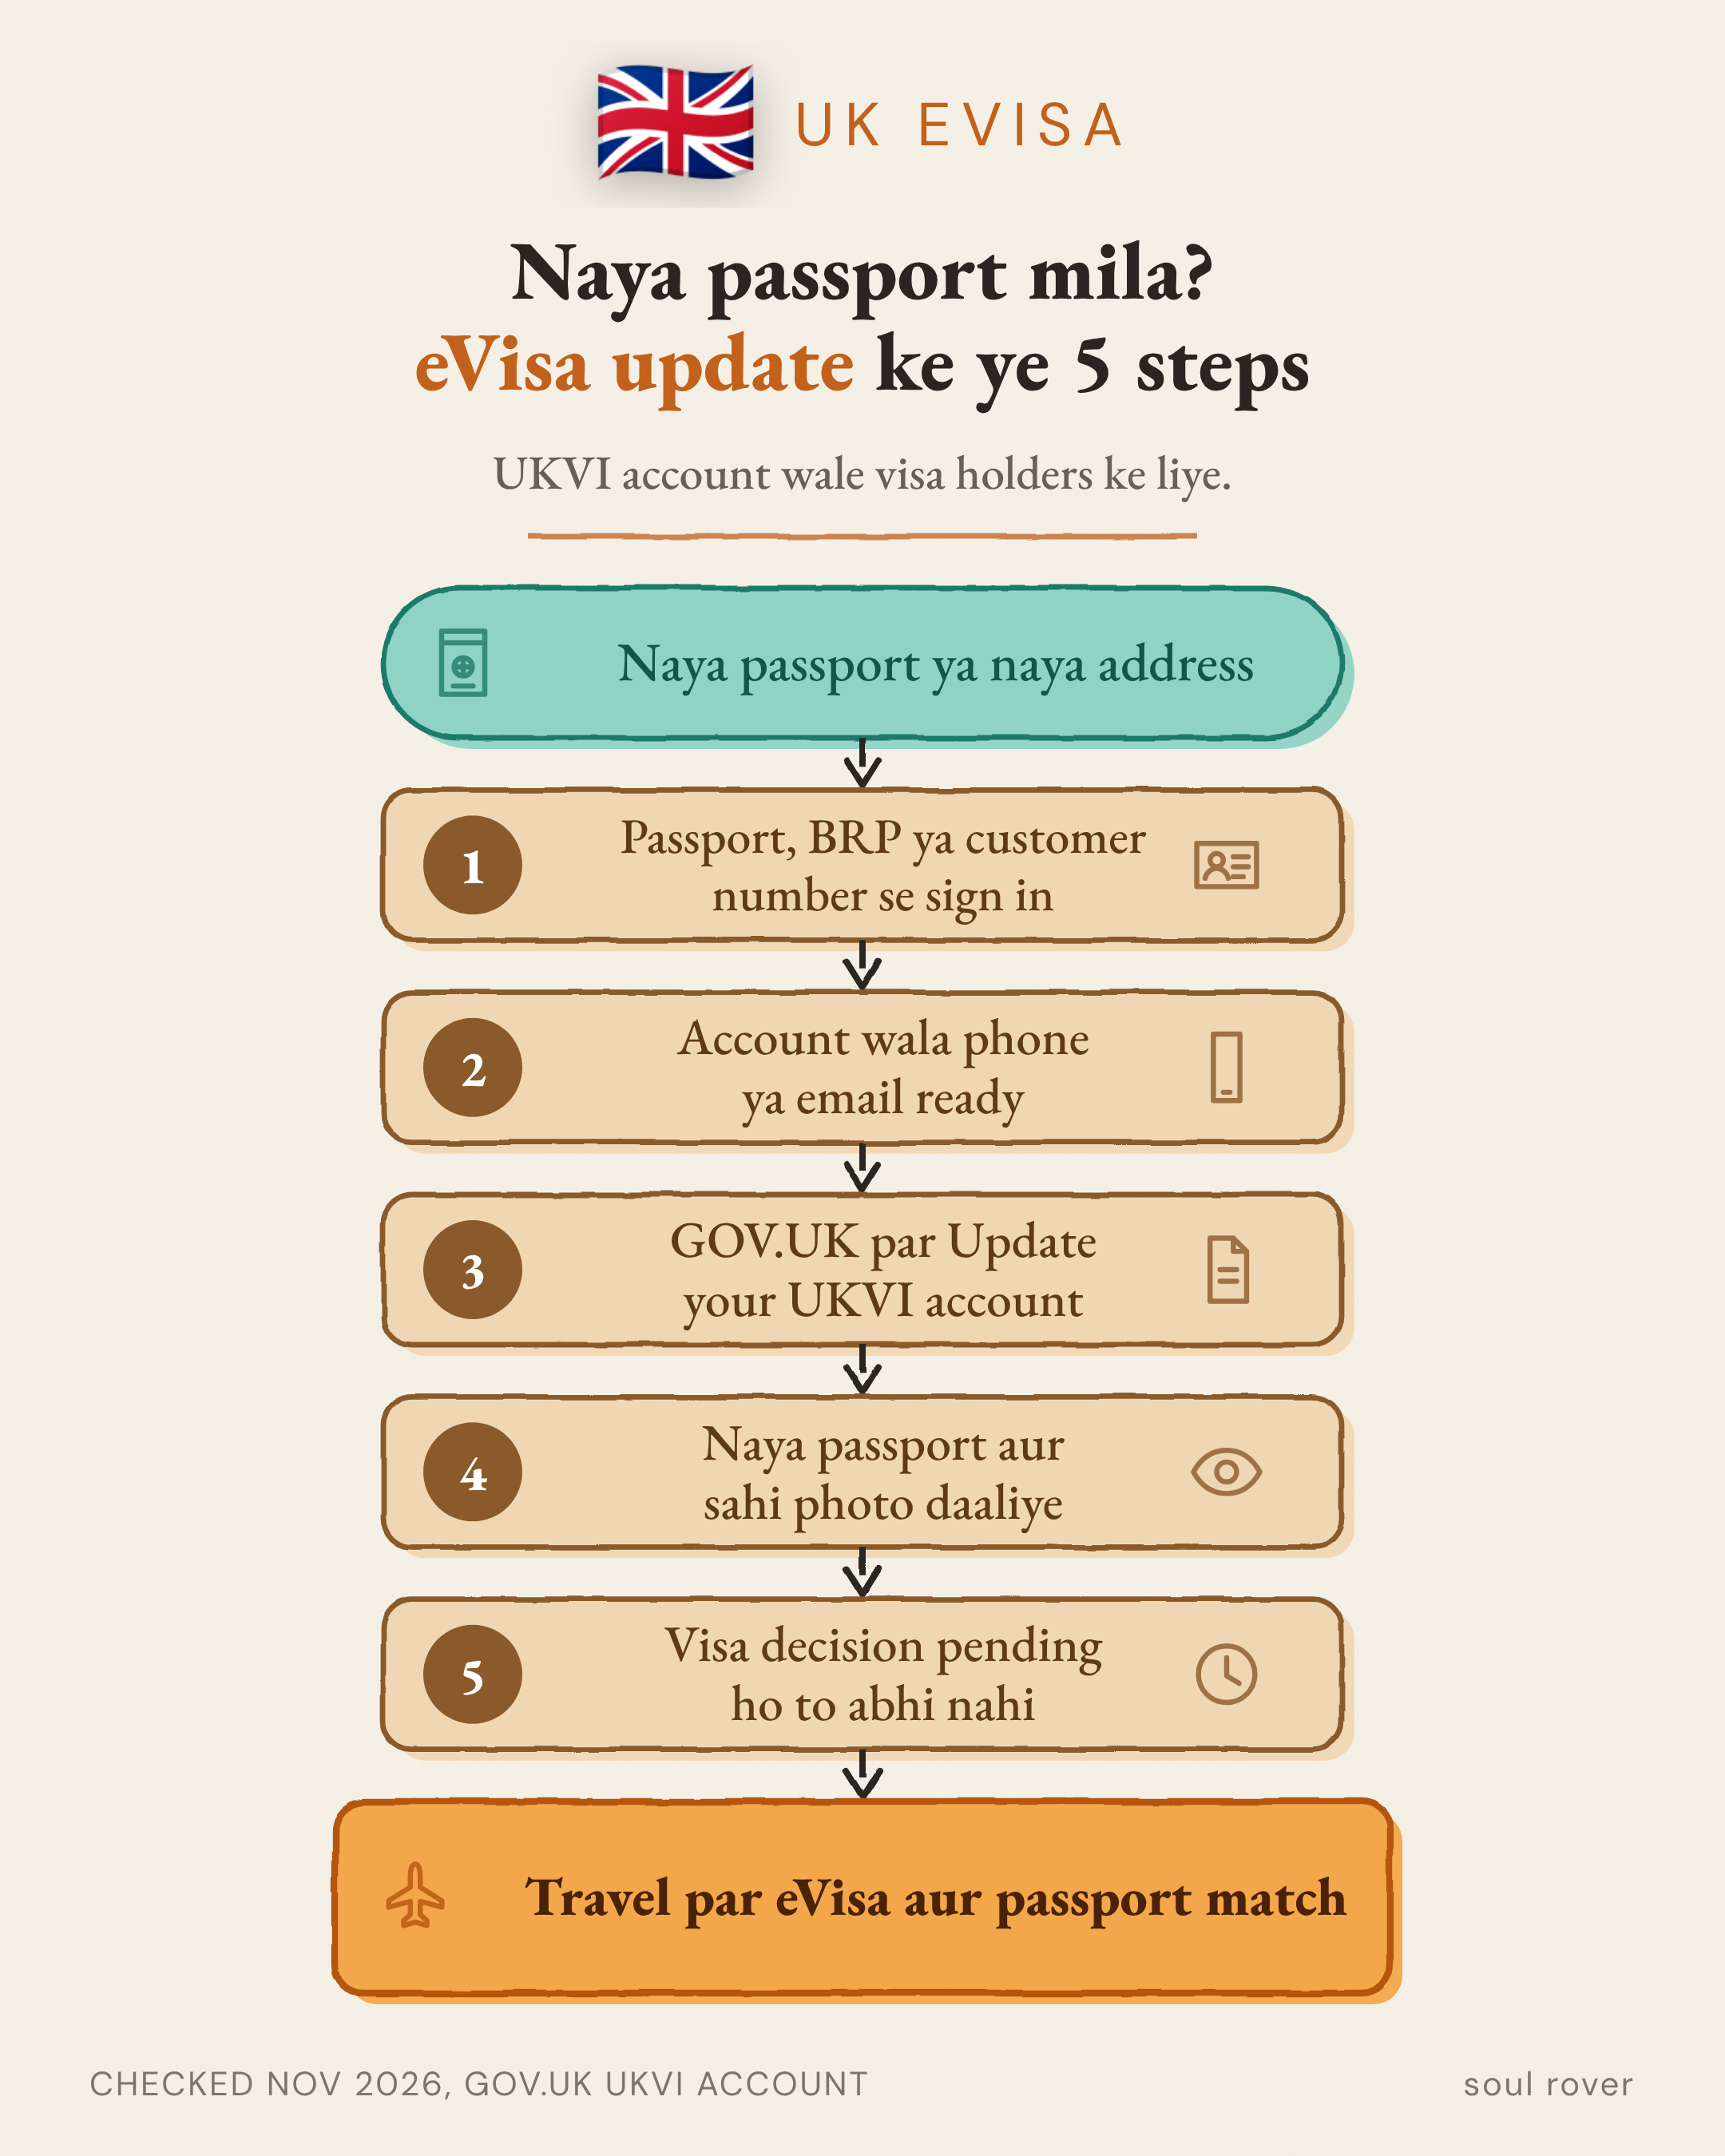 UK EVISA
Naya passport mila?
eVisa update ke ye 5 steps
UKVI account wale visa holders ke liye.
Naya passport ya naya address
1
Passport, BRP ya customer
number se sign in
2
Account wala phone
ya email ready
3
GOV.UK par Update
your UKVI account
4
Naya passport aur
sahi photo daaliye
5
Visa decision pending
ho to abhi nahi
Travel par eVisa aur passport match
CHECKED NOV 2026, GOV.UK UKVI ACCOUNT
soul rover